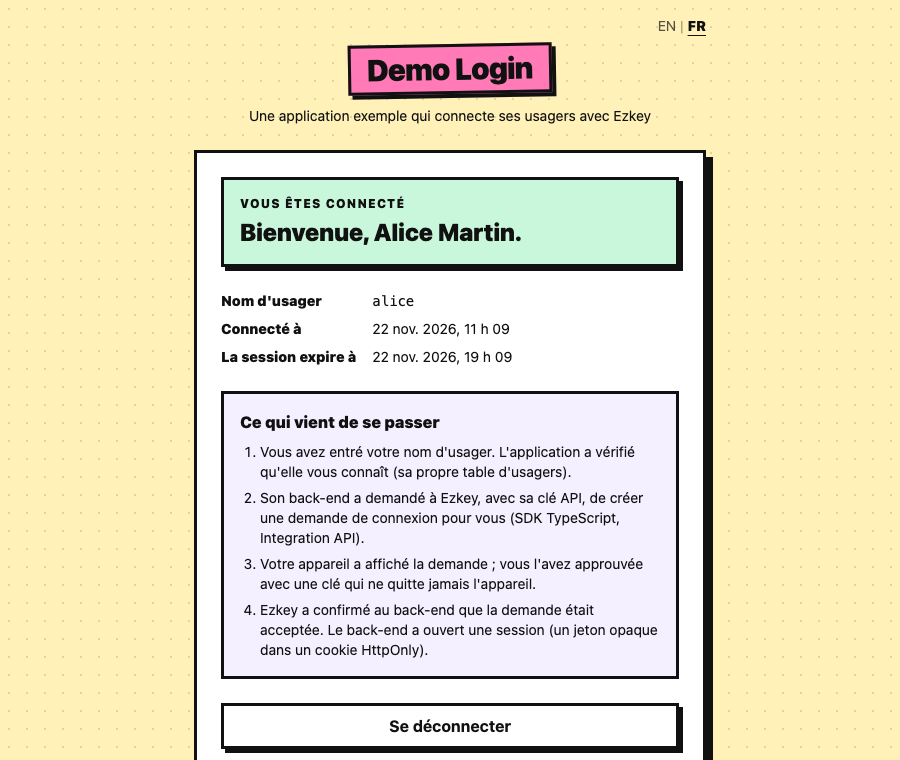 EN | FR
Demo Login
Une application exemple qui connecte ses usagers avec Ezkey
VOUS ÊTES CONNECTÉ
Bienvenue, Alice Martin.
Nom d'usager alice
Connecté à 22 nov. 2026, 11 h 09
La session expire à 22 nov. 2026, 19 h 09
Ce qui vient de se passer
1. Vous avez entré votre nom d'usager. L'application a vérifié
qu'elle vous connaît (sa propre table d'usagers).
2. Son back-end a demandé à Ezkey, avec sa clé API, de créer
une demande de connexion pour vous (SDK TypeScript,
Integration API).
3. Votre appareil a affiché la demande ; vous l'avez approuvée
avec une clé qui ne quitte jamais l'appareil.
4. Ezkey a confirmé au back-end que la demande était
acceptée. Le back-end a ouvert une session (un jeton opaque
dans un cookie HttpOnly).
Se déconnecter